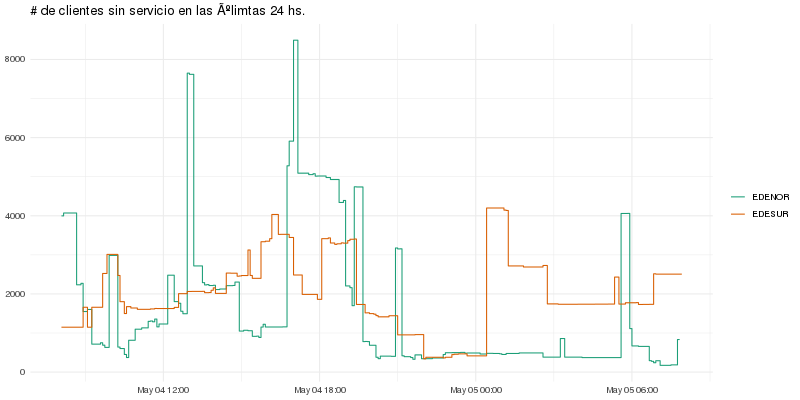 # de clientes sin servicio en las Ãºlimtas 24 hs.
8000
6000
4000
2000
0
May 04 12:00
May 04 18:00
May 05 00:00
May 05 06:00
EDENOR
EDESUR